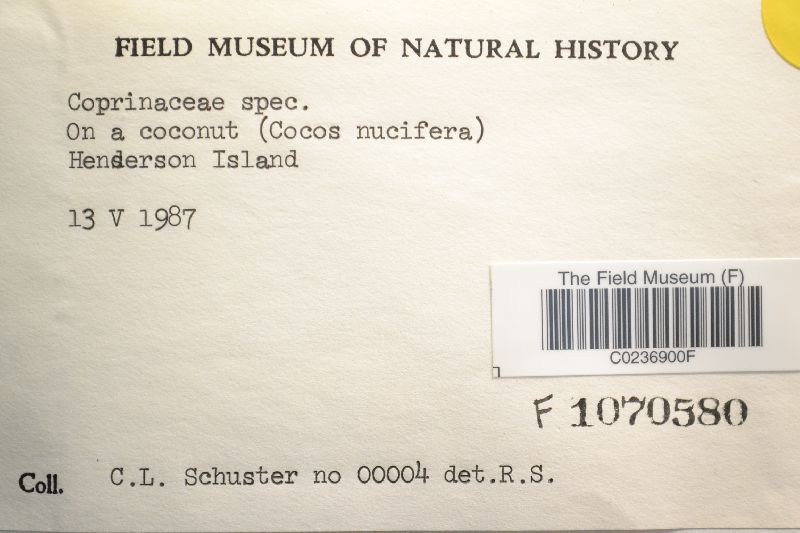 FIELD MUSEUM OF NATURAL HISTORY
Coprinaceae spec.
On a coconut (Cocos nucifera)
Henderson Island
13 V 1987
The Field Museum (F)
C0236900F
F 1070580
Coll. C.L. Schuster no 00004 det.R.S.